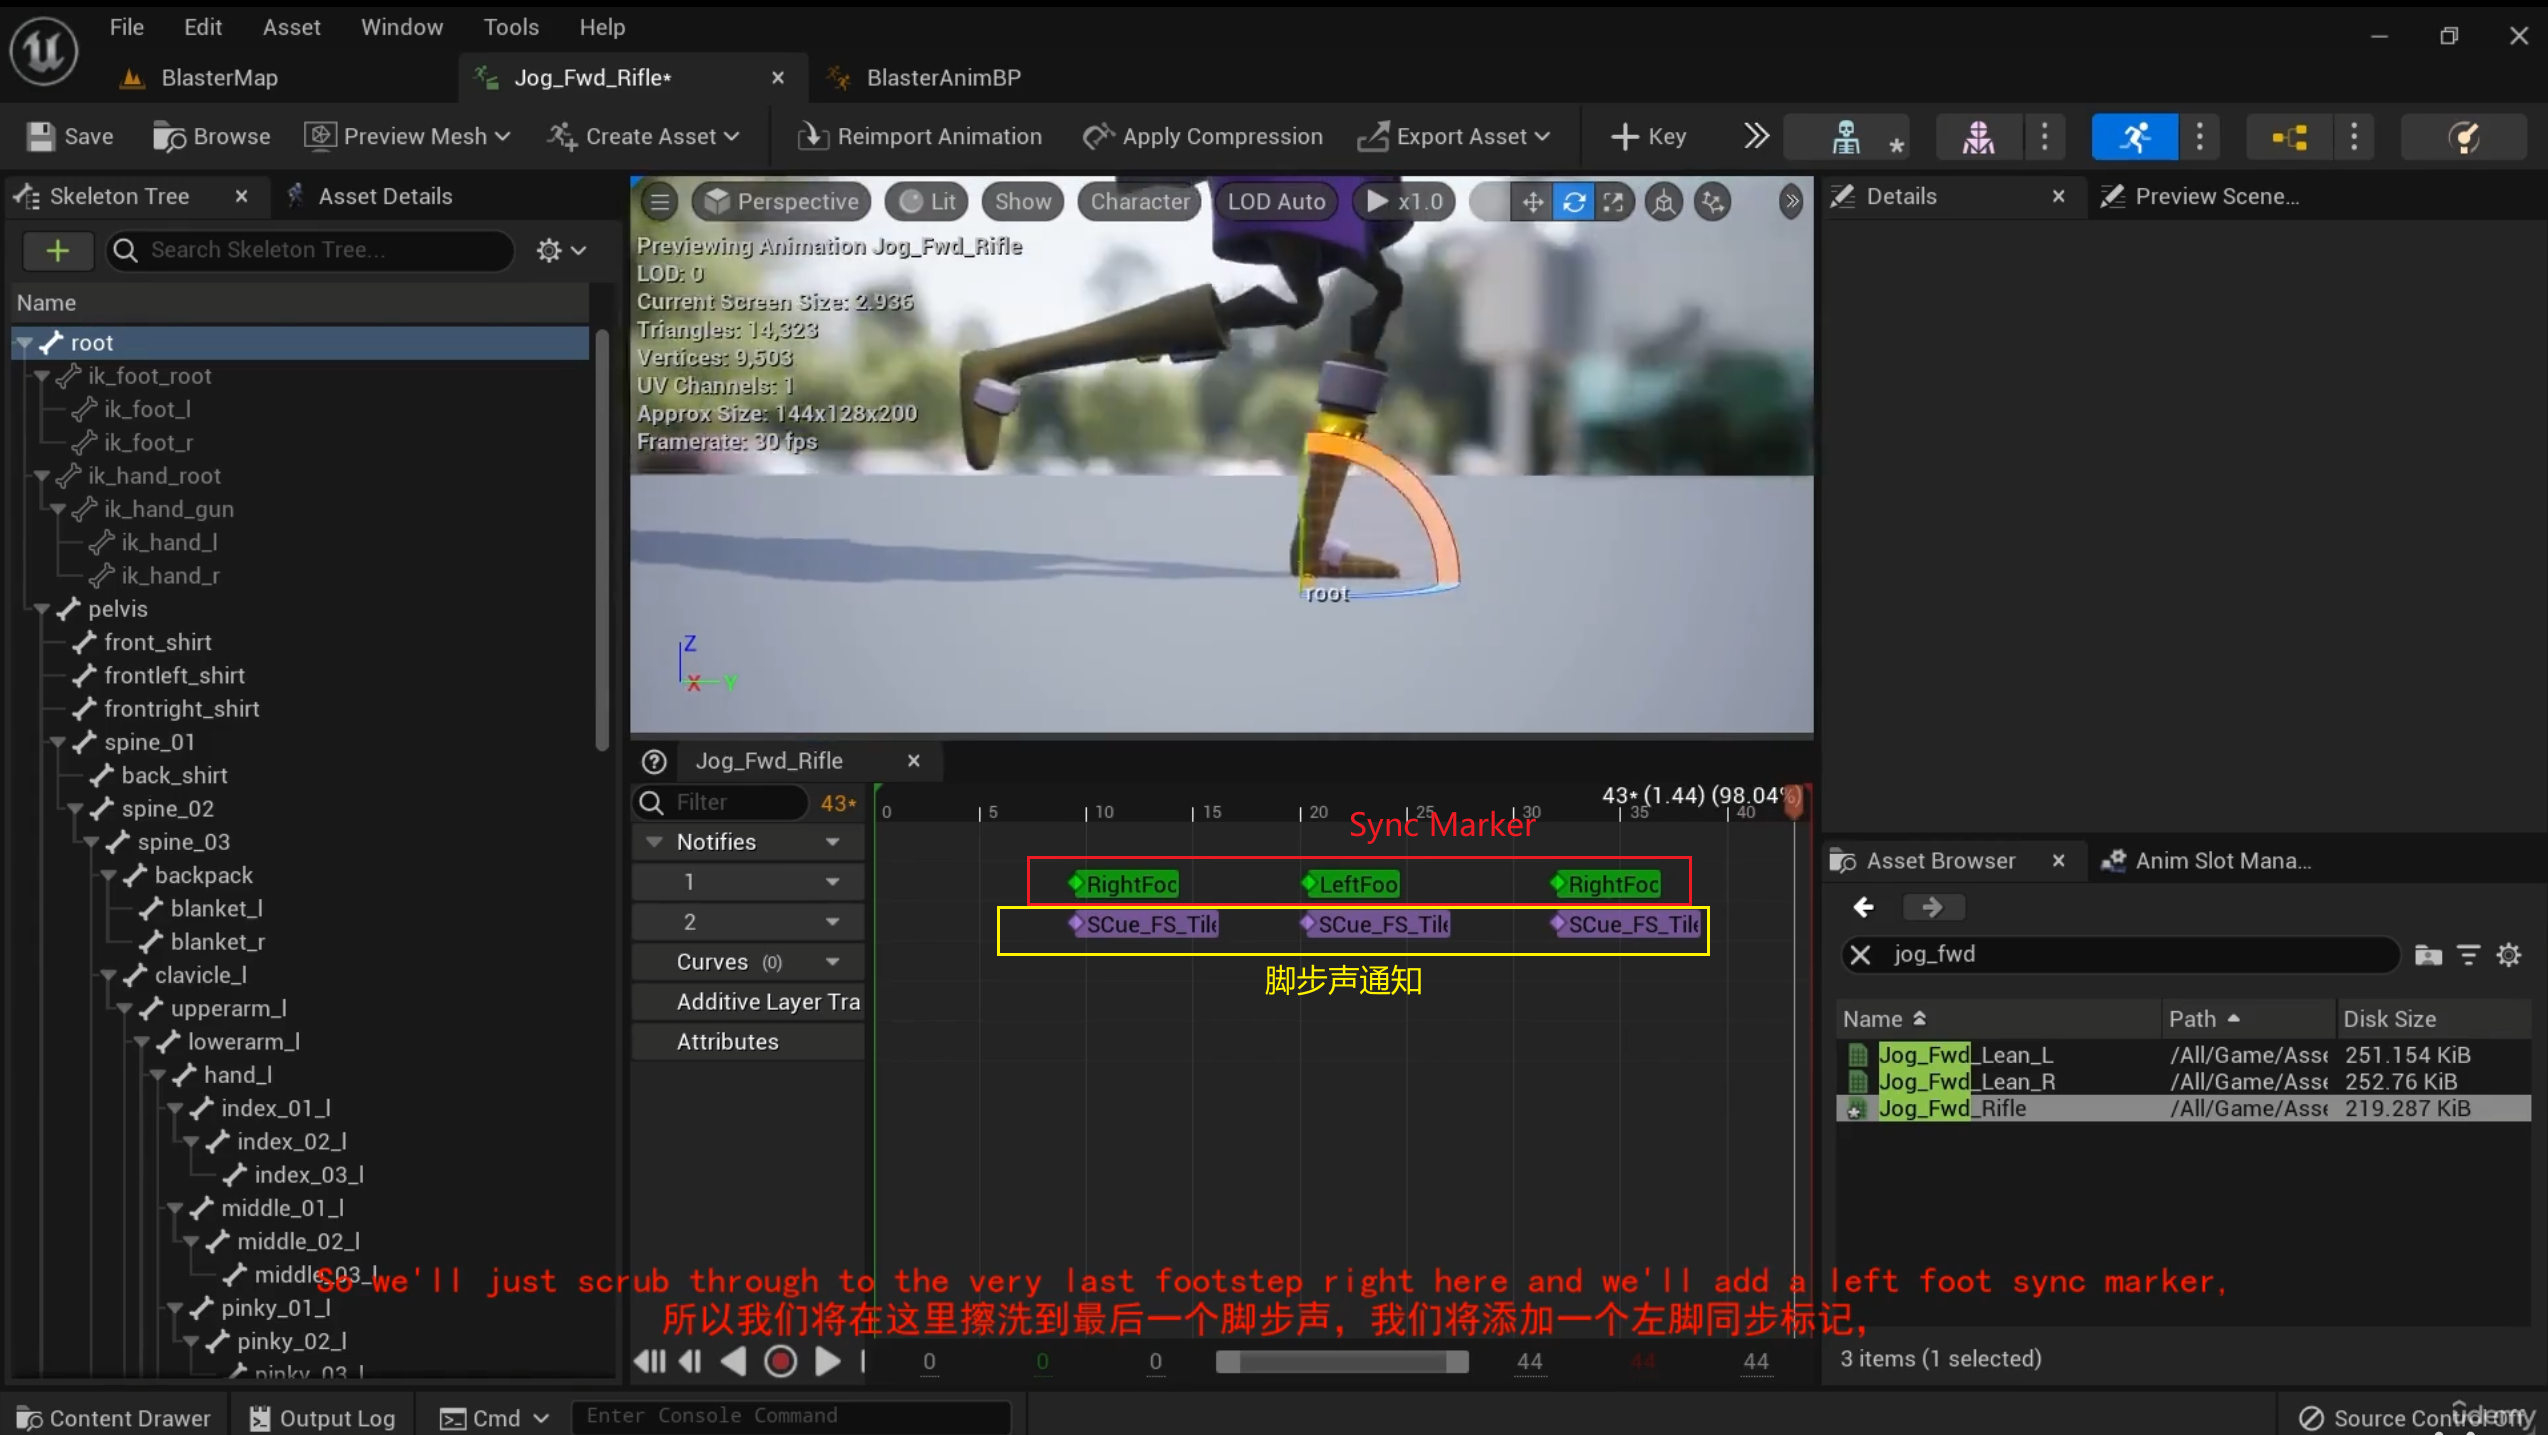 File Edit Asset Window Tools Help
BlasterMap
Jog_Fwd_Rifle*
BlasterAnimBP
Save Browse Preview Mesh Create Asset Reimport Animation Apply Compression Export Asset Key
Skeleton Tree
Asset Details
Search Skeleton Tree...
Name
root
ik_foot_root
ik_foot_l
ik_foot_r
ik_hand_root
ik_hand_gun
ik_hand_l
ik_hand_r
pelvis
front_shirt
frontleft_shirt
frontright_shirt
spine_01
back_shirt
spine_02
spine_03
backpack
blanket_l
blanket_r
clavicle_l
upperarm_l
lowerarm_l
hand_l
index_01_l
index_02_l
index_03_l
middle_01_l
middle_02_l
middle_03_l
pinky_01_l
pinky_02_l
pinky_03_l
Perspective Lit Show Character LOD Auto x1.0
Previewing Animation Jog_Fwd_Rifle
LOD: 0
Current Screen Size: 2.936
Triangles: 14,323
Vertices: 9,503
UV Channels: 1
Approx Size: 144x128x200
Framerate: 30 fps
root
Z
X Y
Jog_Fwd_Rifle
Filter 43*
43* (1.44) (98.04%)
0 5 10 15 20 25 30 35 40
Sync Marker
Notifies
1
RightFoo LeftFoo RightFoo
2
SCue_FS_Tile SCue_FS_Tile SCue_FS_Tile
Curves (0)
脚步声通知
Additive Layer Tra
Attributes
So we'll just scrub through to the very last footstep right here and we'll add a left foot sync marker,
所以我们将在这里擦洗到最后一个脚步声，我们将添加一个左脚同步标记，
0 0 0 44 44 44
Details
Preview Scene...
Asset Browser
Anim Slot Mana...
jog_fwd
Name Path Disk Size
Jog_Fwd_Lean_L /All/Game/Asse 251.154 KiB
Jog_Fwd_Lean_R /All/Game/Asse 252.76 KiB
Jog_Fwd_Rifle /All/Game/Asse 219.287 KiB
3 items (1 selected)
Content Drawer Output Log Cmd Enter Console Command
Source Control Off
udemy